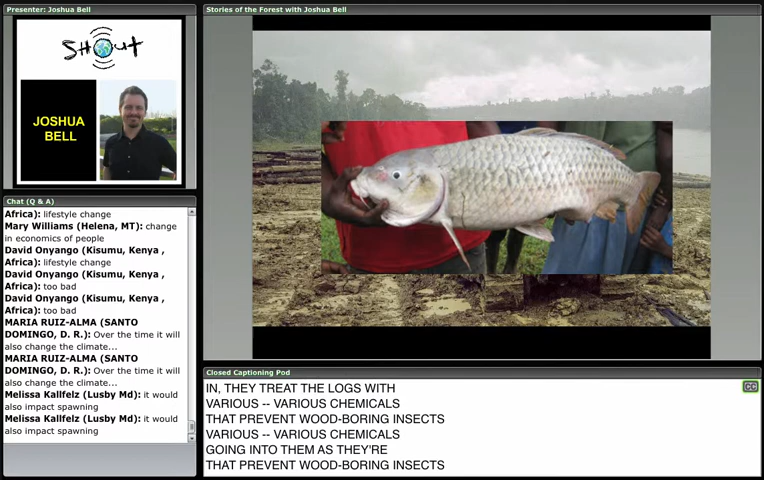 Presenter: Joshua Bell
SHOUT
JOSHUA
BELL
Chat (Q & A)
Africa): lifestyle change
Mary Williams (Helena, MT): change
in economics of people
David Onyango (Kisumu, Kenya ,
Africa): lifestyle change
David Onyango (Kisumu, Kenya ,
Africa): too bad
David Onyango (Kisumu, Kenya ,
Africa): too bad
MARIA RUIZ-ALMA (SANTO
DOMINGO, D. R.): Over the time it will
also change the climate...
MARIA RUIZ-ALMA (SANTO
DOMINGO, D. R.): Over the time it will
also change the climate...
Melissa Kallfelz (Lusby Md): it would
also impact spawning
Melissa Kallfelz (Lusby Md): it would
also impact spawning
Stories of the Forest with Joshua Bell
Closed Captioning Pod
CC
IN, THEY TREAT THE LOGS WITH
VARIOUS -- VARIOUS CHEMICALS
THAT PREVENT WOOD-BORING INSECTS
VARIOUS -- VARIOUS CHEMICALS
GOING INTO THEM AS THEY'RE
THAT PREVENT WOOD-BORING INSECTS